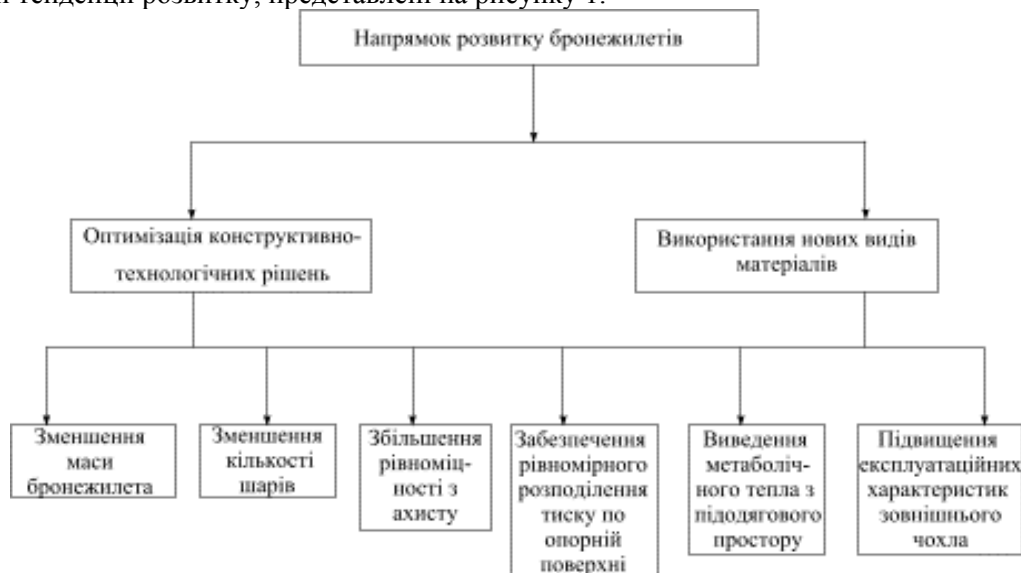 тенденції розвитку, представлені на рисунку 1.
Напрямок розвитку бронежилетів
Оптимізація конструктивно-
технологічних рішень
Використання нових видів
матеріалів
Зменшення
маси
бронежилета
Зменшення
кількості
шарів
Збільшення
рівноміц-
ності з
ахисту
Забезпечення
рівномірного
розподілення
тиску по
опорній
поверхні
Виведення
метаболіч-
ного тепла з
підодягового
простору
Підвищення
експлуатаційних
характеристик
зовнішнього
чохла